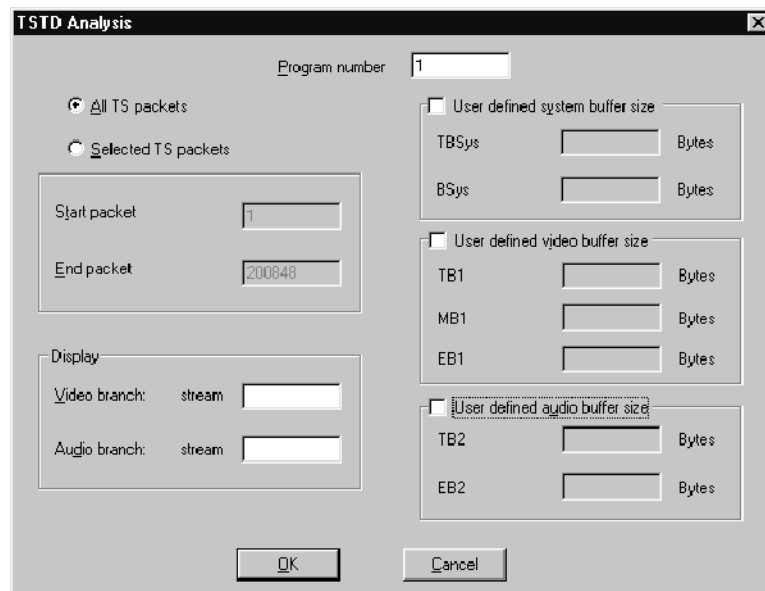 TSTD Analysis
Program number 1
All TS packets
Selected TS packets
Start packet 1
End packet 200848
Display
Video branch: stream
Audio branch: stream
User defined system buffer size
TBSys Bytes
BSys Bytes
User defined video buffer size
TB1 Bytes
MB1 Bytes
EB1 Bytes
User defined audio buffer size
TB2 Bytes
EB2 Bytes
OK Cancel